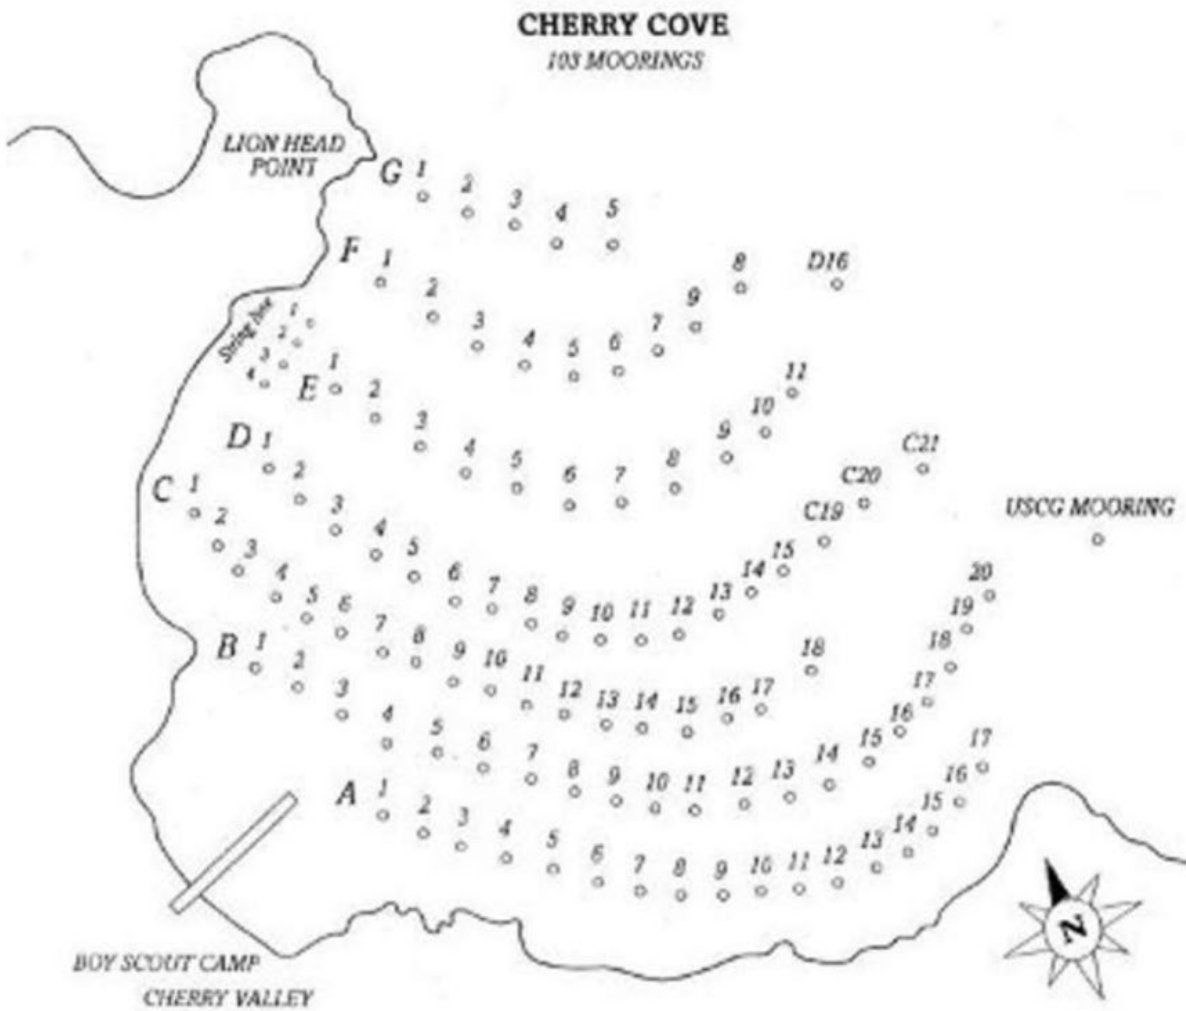 CHERRY COVE
103 MOORINGS
LION HEAD
POINT
G 1 2 3 4 5
F 1 2 3 4 5 6 7 9 8 D16
String line 1 2 3 4
E 1 2 3 4 5 6 7 8 9 10 11
D 1 2 3 4 5 6 7 8 9 10 11 12 13 14 15 C19 C20 C21
USCG MOORING
C 1 2 3 4 5 6 7 8 9 10 11 12 13 14 15 16 17 18
B 1 2 3 4 5 6 7 8 9 10 11 12 13 14 15 16 17 18 19 20
A 1 2 3 4 5 6 7 8 9 10 11 12 13 14 15 16 17
N
BOY SCOUT CAMP
CHERRY VALLEY